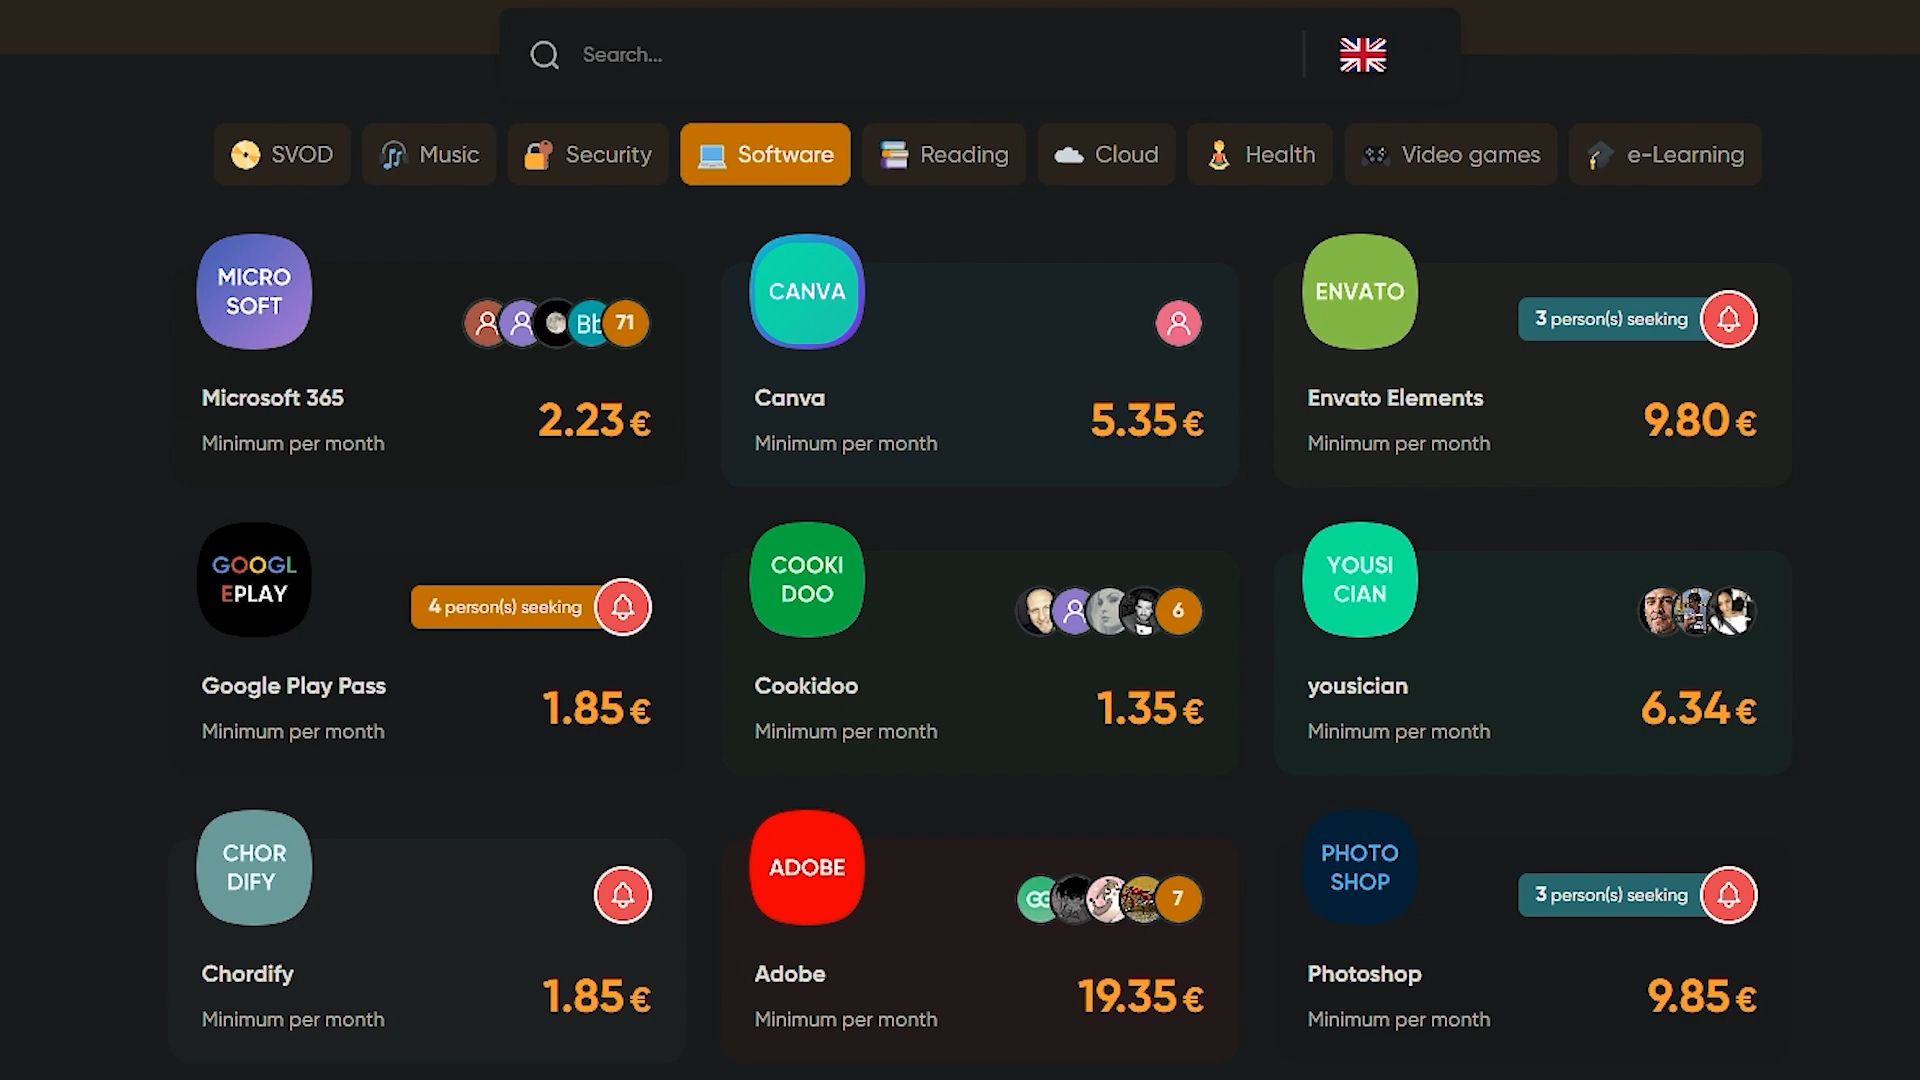 Search...
SVOD
Music
Security
Software
Reading
Cloud
Health
Video games
e-Learning
MICRO
SOFT
71
Microsoft 365
Minimum per month
2.23 €
CANVA
Canva
Minimum per month
5.35 €
ENVATO
3 person(s) seeking
Envato Elements
Minimum per month
9.80 €
GOOGL
EPLAY
4 person(s) seeking
Google Play Pass
Minimum per month
1.85 €
COOKI
DOO
6
Cookidoo
Minimum per month
1.35 €
YOUSI
CIAN
yousician
Minimum per month
6.34 €
CHOR
DIFY
Chordify
Minimum per month
1.85 €
ADOBE
7
Adobe
Minimum per month
19.35 €
PHOTO
SHOP
3 person(s) seeking
Photoshop
Minimum per month
9.85 €